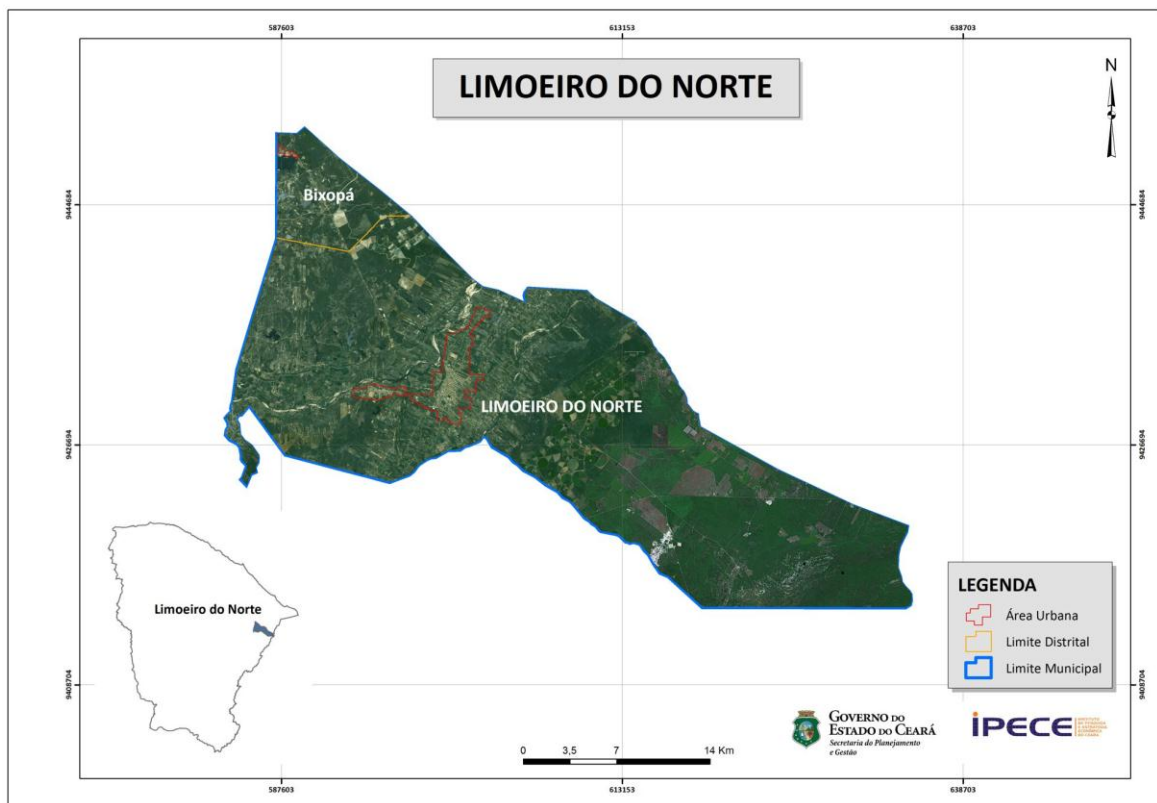 587603
613153
638703
LIMOEIRO DO NORTE
N
Bixopá
9444684
9444684
LIMOEIRO DO NORTE
9426694
9426694
Limoeiro do Norte
LEGENDA
Área Urbana
Limite Distrital
Limite Municipal
9408704
9408704
GOVERNO DO
ESTADO DO CEARÁ
Secretaria do Planejamento
e Gestão
IPECE
0 3,5 7 14 Km
587603
613153
638703